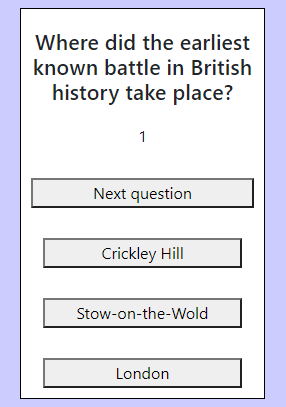 Where did the earliest
known battle in British
history take place?
1
Next question
Crickley Hill
Stow-on-the-Wold
London